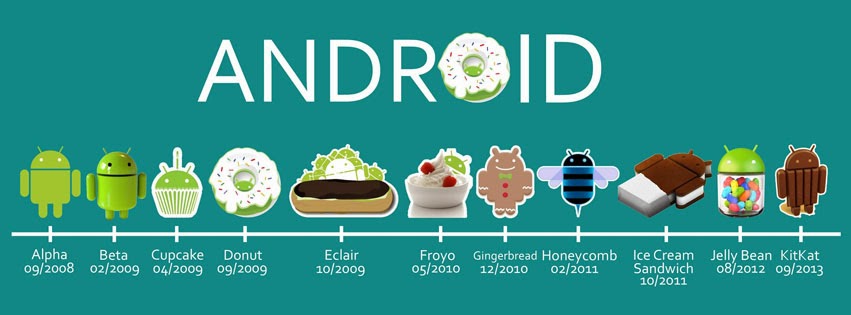 ANDROID
Alpha
09/2008
Beta
02/2009
Cupcake
04/2009
Donut
09/2009
Eclair
10/2009
Froyo
05/2010
Gingerbread
12/2010
Honeycomb
02/2011
Ice Cream
Sandwich
10/2011
Jelly Bean
08/2012
KitKat
09/2013